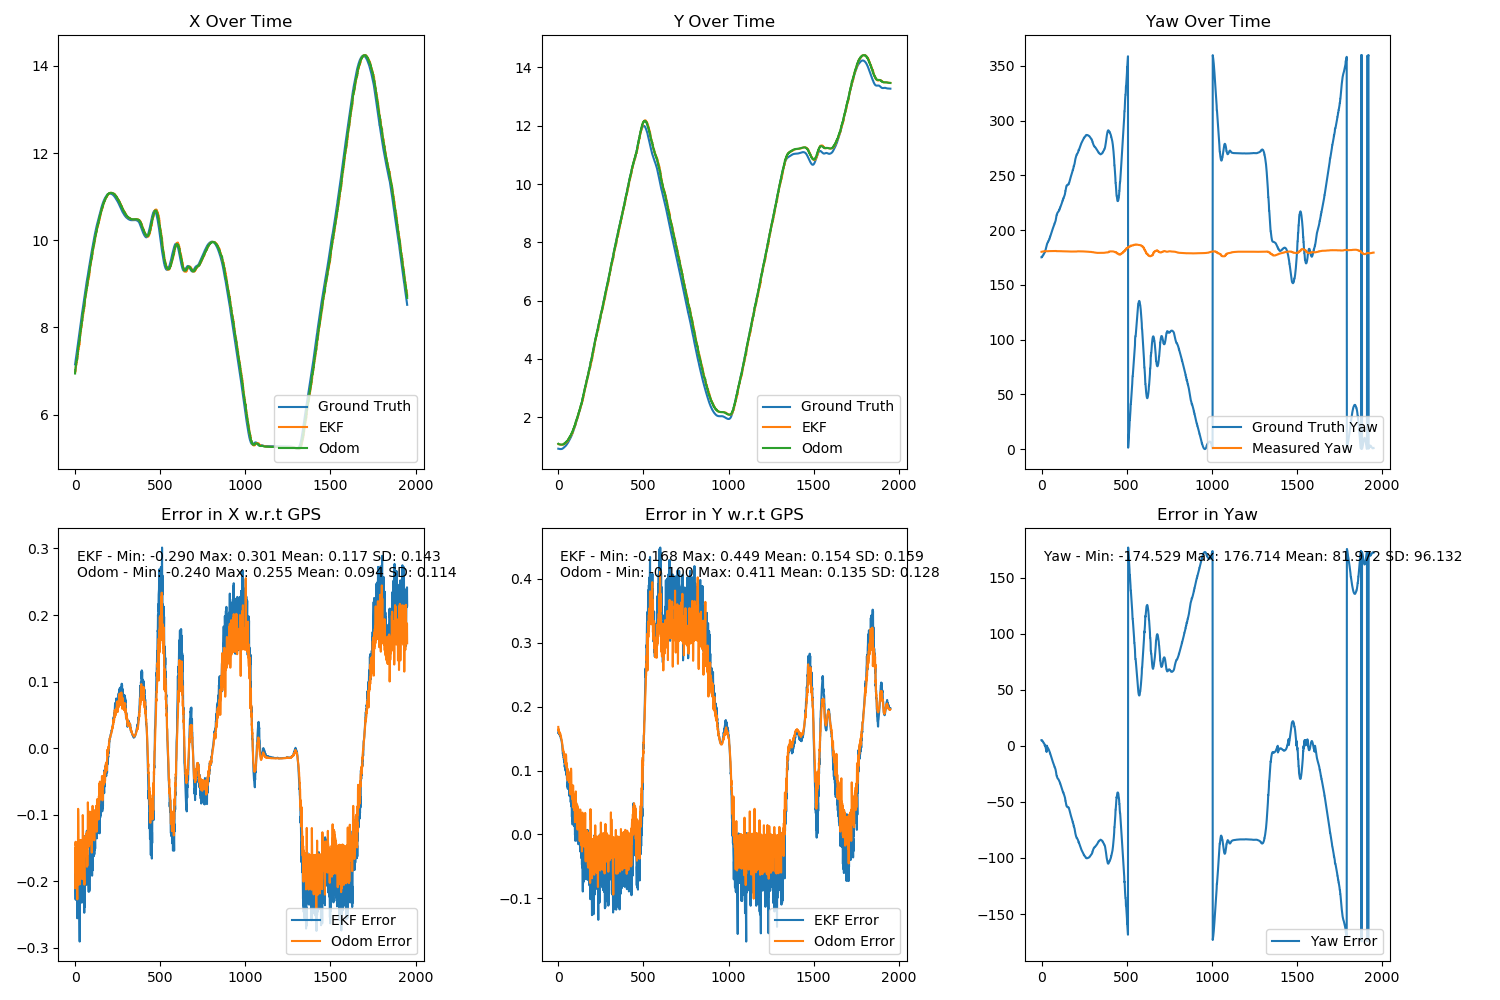 X Over Time
14
12
10
8
6
0 500 1000 1500 2000
Ground Truth
EKF
Odom
Y Over Time
14
12
10
8
6
4
2
0 500 1000 1500 2000
Ground Truth
EKF
Odom
Yaw Over Time
350
300
250
200
150
100
50
0
0 500 1000 1500 2000
Ground Truth Yaw
Measured Yaw
Error in X w.r.t GPS
EKF - Min: -0.290 Max: 0.301 Mean: 0.117 SD: 0.143
Odom - Min: -0.240 Max: 0.255 Mean: 0.094 SD: 0.114
0.3
0.2
0.1
0.0
−0.1
−0.2
−0.3
0 500 1000 1500 2000
EKF Error
Odom Error
Error in Y w.r.t GPS
EKF - Min: -0.168 Max: 0.449 Mean: 0.154 SD: 0.159
Odom - Min: -0.100 Max: 0.411 Mean: 0.135 SD: 0.128
0.4
0.3
0.2
0.1
0.0
−0.1
0 500 1000 1500 2000
EKF Error
Odom Error
Error in Yaw
Yaw - Min: -174.529 Max: 176.714 Mean: 81.972 SD: 96.132
150
100
50
0
−50
−100
−150
0 500 1000 1500 2000
Yaw Error